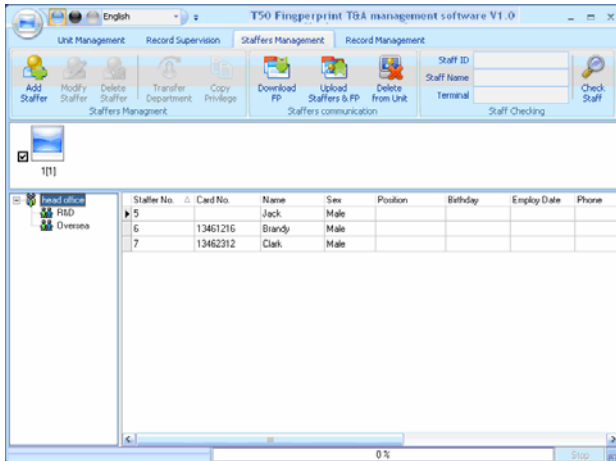 English
T50 Fingperprint T&A management software V1.0
Unit Management Record Supervision Staffers Management Record Management
Add Staffer
Modify Staffer
Delete Staffer
Transfer Department
Copy Privilege
Staffers Managment
Download FP
Upload Staffers & FP
Delete from Unit
Staffers communication
Staff ID
Staff Name
Terminal
Check Staff
Staff Checking
1[1]
head office
R&D
Oversea
Staffer No. Card No. Name Sex Position Birthday Employ Date Phone
5 Jack Male
6 13461216 Brandy Male
7 13462312 Clark Male
0 %
Stop